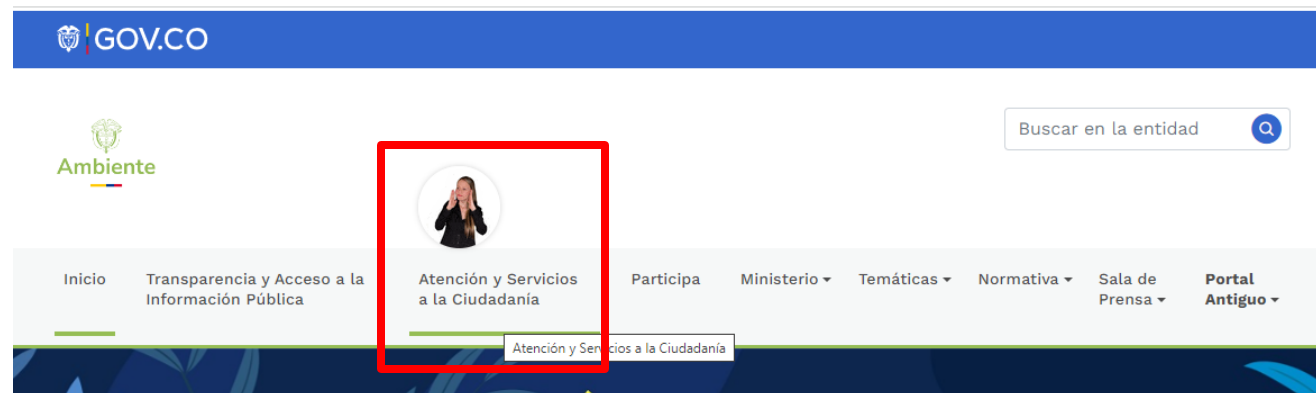 GOV.CO
Buscar en la entidad
Ambiente
Inicio
Transparencia y Acceso a la
Información Pública
Atención y Servicios
a la Ciudadanía
Participa
Ministerio
Temáticas
Normativa
Sala de
Prensa
Portal
Antiguo
Atención y Servicios a la Ciudadanía